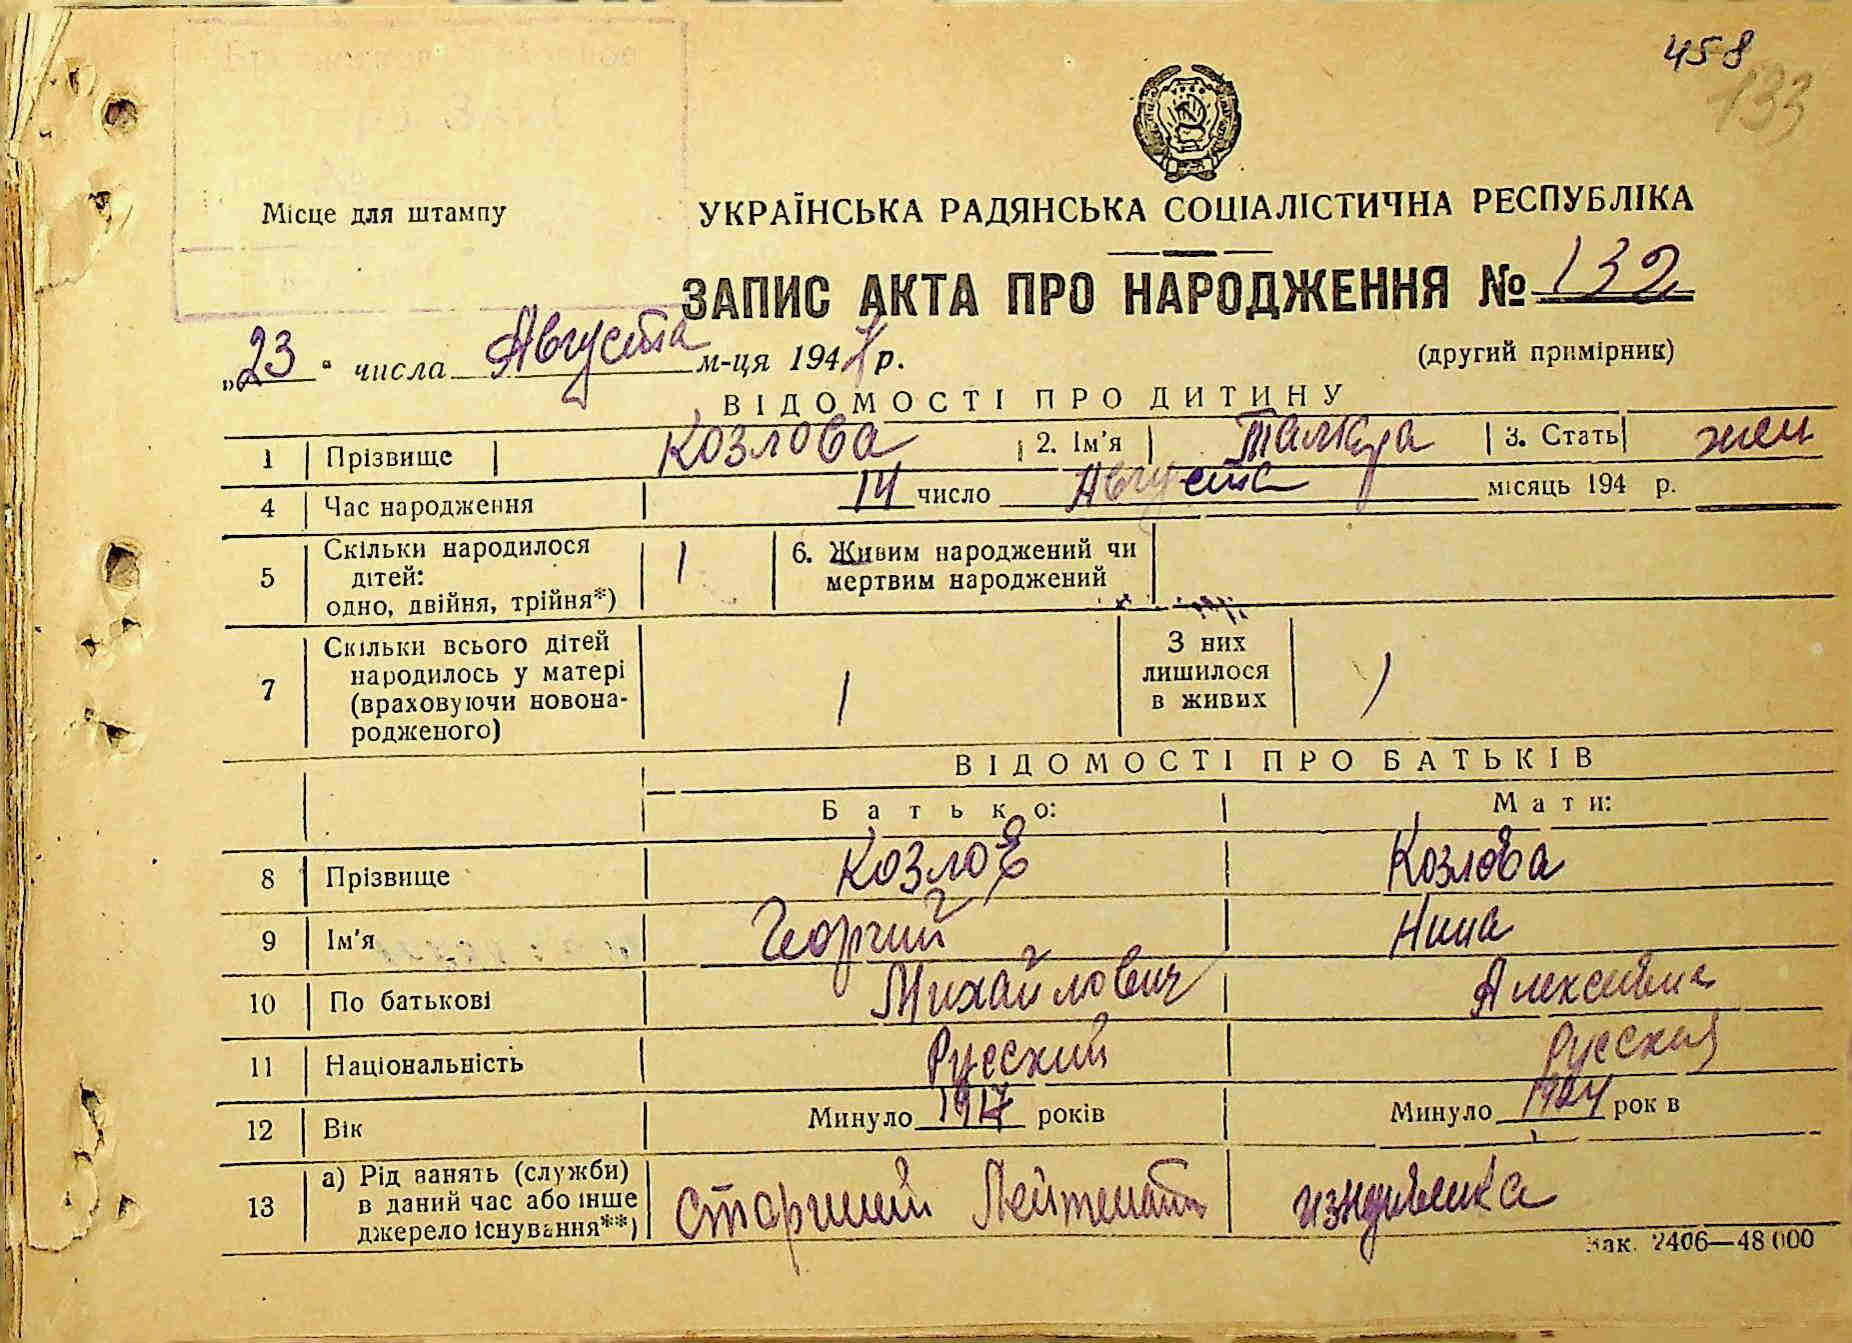 458
133
Місце для штампу
УКРАЇНСЬКА РАДЯНСЬКА СОЦІАЛІСТИЧНА РЕСПУБЛІКА
ЗАПИС АКТА ПРО НАРОДЖЕННЯ № 132
(другий примірник)
„23" числа Августа м-ця 194 р.
ВІДОМОСТІ ПРО ДИТИНУ
1 Прізвище Козлова 2. Ім'я 3. Стать жен
4 Час народження 14 число Августа місяць 194 р.
5 Скільки народилося дітей: одно, двійня, трійня*) 1 6. Живим народжений чи мертвим народжений
7 Скільки всього дітей народилось у матері (враховуючи новонародженого) 1 З них лишилося в живих 1
ВІДОМОСТІ ПРО БАТЬКІВ
Батько: Мати:
8 Прізвище Козлов Козлова
9 Ім'я Георгий Нина
10 По батькові Михайлович Алексеевна
11 Національність Русский Русская
12 Вік Минуло 1917 років Минуло 1924 рок в
13 а) Рід занять (служби) в даний час або інше джерело існування**) Старший Лейтенант
Зак. 2406—48 000